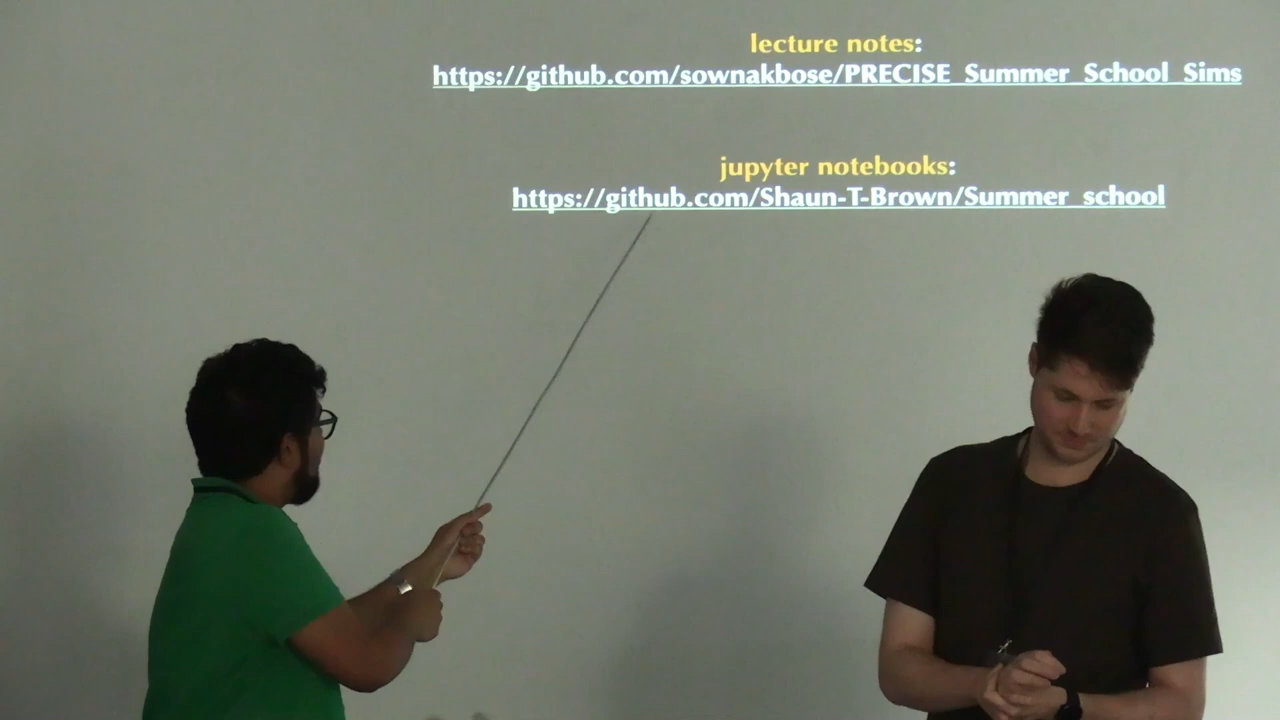 lecture notes:
https://github.com/sownakbose/PRECISE_Summer_School_Sims
jupyter notebooks:
https://github.com/Shaun-T-Brown/Summer_school